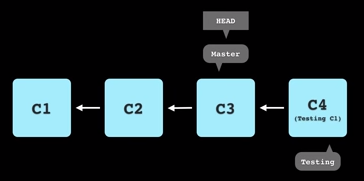 HEAD
Master
C1
C2
C3
C4
(Testing C1)
Testing